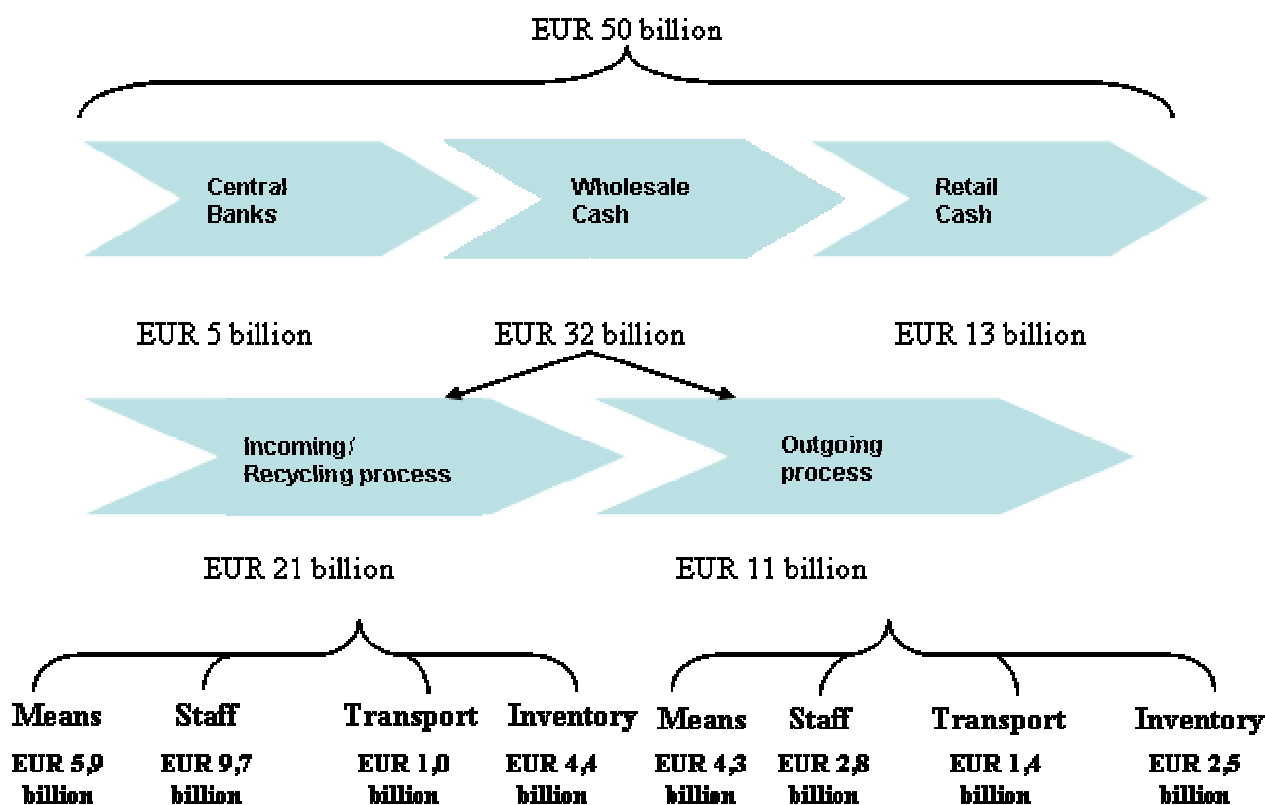 EUR 50 billion
Central
Banks
Wholesale
Cash
Retail
Cash
EUR 5 billion
EUR 32 billion
EUR 13 billion
Incoming/
Recycling process
Outgoing
process
EUR 21 billion
EUR 11 billion
Means
Staff
Transport
Inventory
Means
Staff
Transport
Inventory
EUR 5,9
billion
EUR 9,7
billion
EUR 1,0
billion
EUR 4,4
billion
EUR 4,3
billion
EUR 2,8
billion
EUR 1,4
billion
EUR 2,5
billion